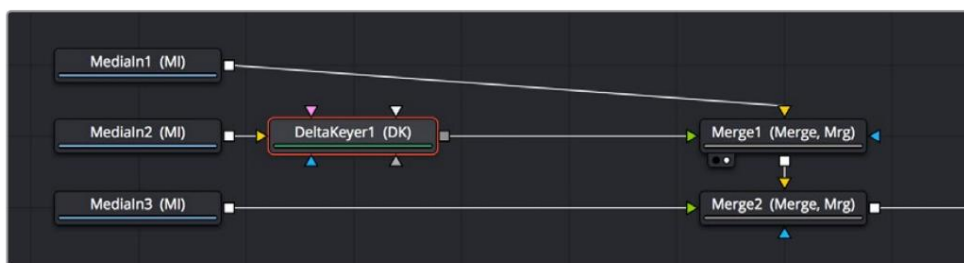 MediaIn1 (MI)
MediaIn2 (MI)
DeltaKeyer1 (DK)
Merge1 (Merge, Mrg)
MediaIn3 (MI)
Merge2 (Merge, Mrg)